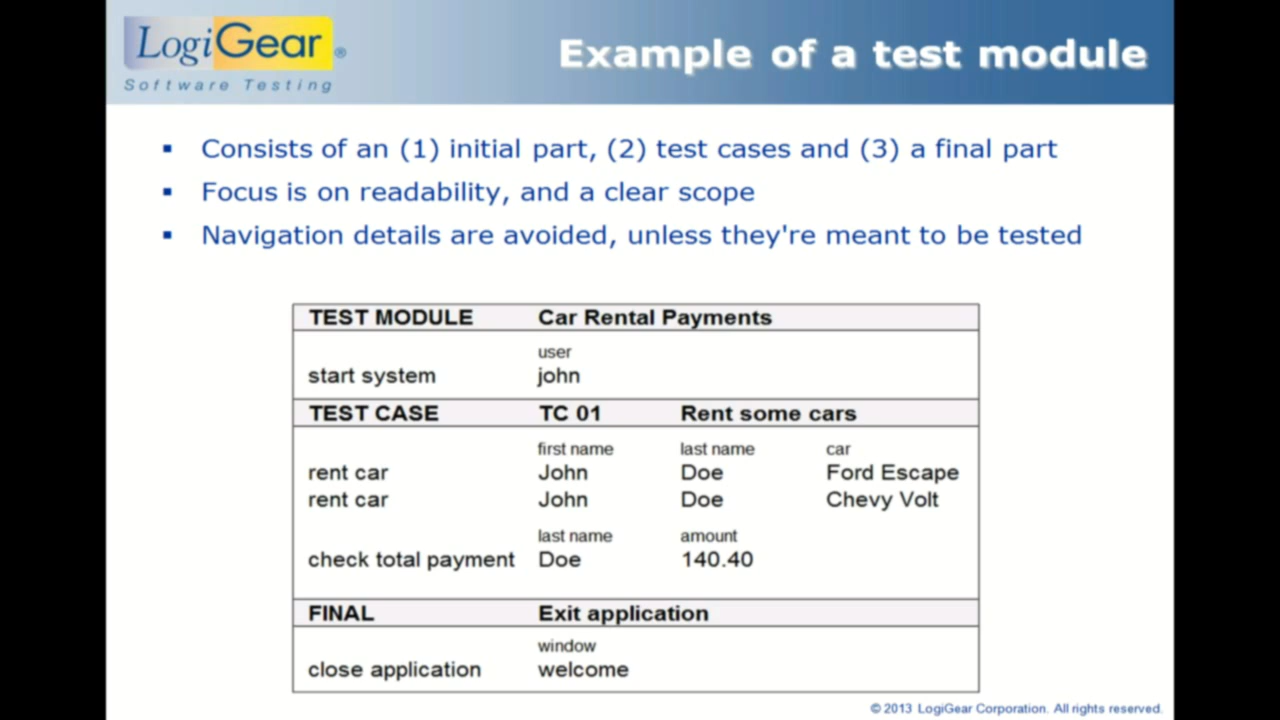 LogiGear ®
Software Testing
Example of a test module
▪ Consists of an (1) initial part, (2) test cases and (3) a final part
▪ Focus is on readability, and a clear scope
▪ Navigation details are avoided, unless they're meant to be tested
TEST MODULE Car Rental Payments
user
start system john
TEST CASE TC 01 Rent some cars
first name last name car
rent car John Doe Ford Escape
rent car John Doe Chevy Volt
last name amount
check total payment Doe 140.40
FINAL Exit application
window
close application welcome
© 2013 LogiGear Corporation. All rights reserved.